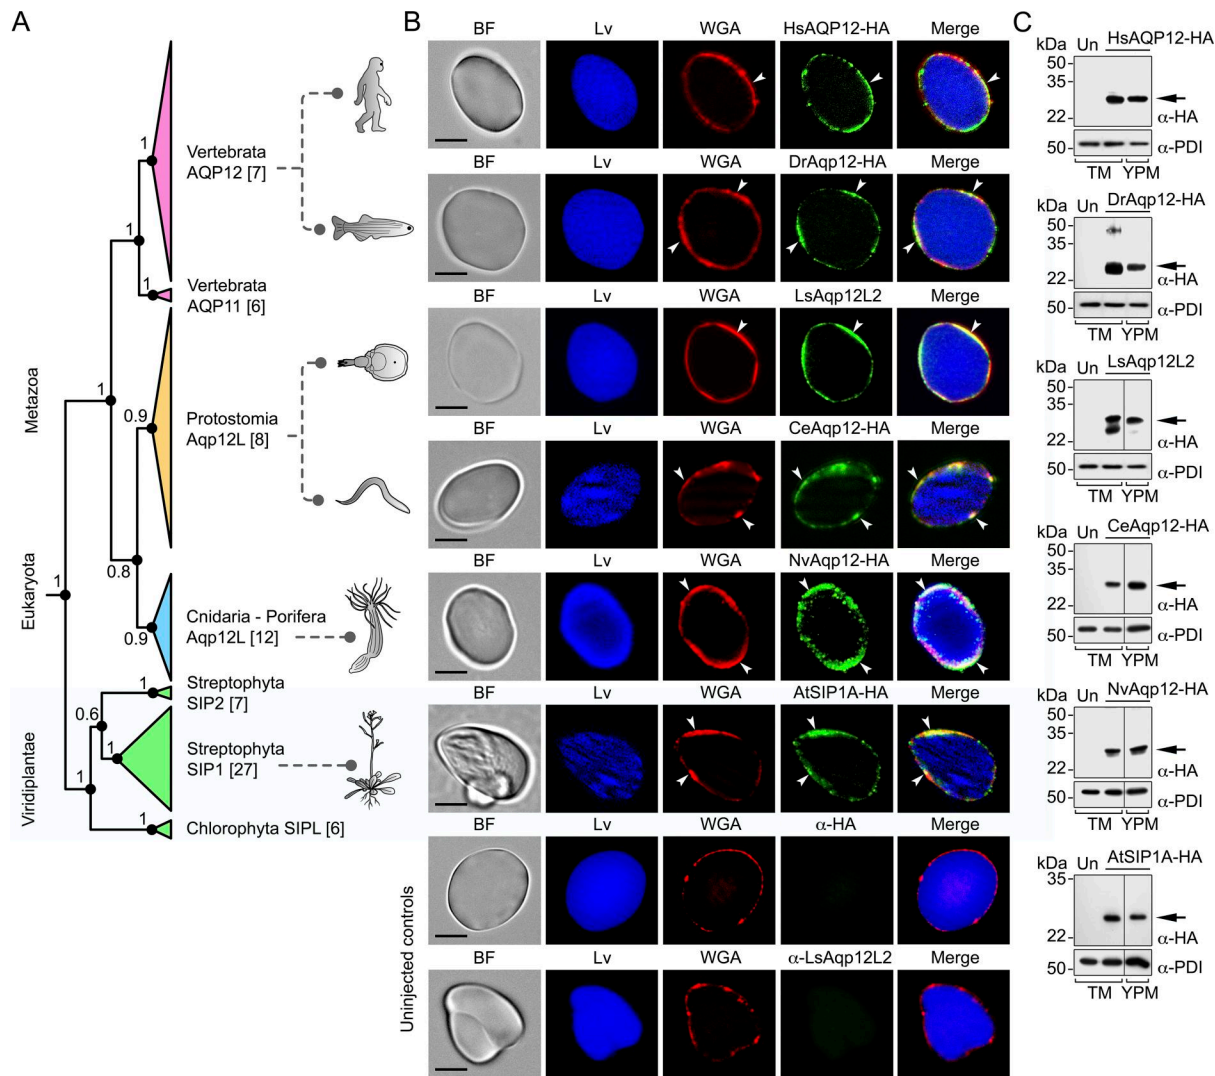 A
Metazoa
Eukaryota
Viridiplantae
1
Vertebrata
AQP12 [7]
1
1
Vertebrata
AQP11 [6]
1
0.9
Protostomia
Aqp12L [8]
1
0.8
0.9
Cnidaria - Porifera
Aqp12L [12]
1
Streptophyta
SIP2 [7]
0.6
1
Streptophyta
SIP1 [27]
1
1
Chlorophyta SIPL [6]
B
BF Lv WGA HsAQP12-HA Merge
BF Lv WGA DrAqp12-HA Merge
BF Lv WGA LsAqp12L2 Merge
BF Lv WGA CeAqp12-HA Merge
BF Lv WGA NvAqp12-HA Merge
BF Lv WGA AtSIP1A-HA Merge
Uninjected controls
BF Lv WGA α-HA Merge
BF Lv WGA α-LsAqp12L2 Merge
C
HsAQP12-HA
kDa Un
50
35
22
α-HA
50
α-PDI
TM YPM
DrAqp12-HA
kDa Un
50
35
22
α-HA
50
α-PDI
TM YPM
LsAqp12L2
kDa Un
50
35
22
α-HA
50
α-PDI
TM YPM
CeAqp12-HA
kDa Un
50
35
22
α-HA
50
α-PDI
TM YPM
NvAqp12-HA
kDa Un
50
35
22
α-HA
50
α-PDI
TM YPM
AtSIP1A-HA
kDa Un
35
22
α-HA
50
α-PDI
TM YPM